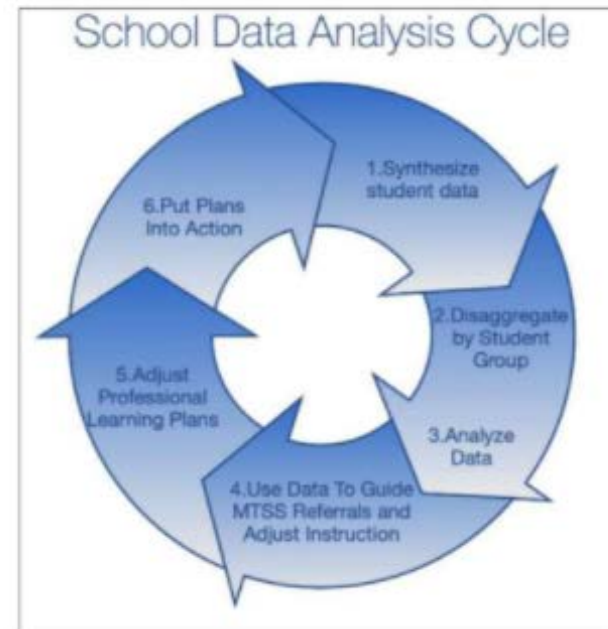 School Data Analysis Cycle
1.Synthesize
student data
2.Disaggregate
by Student
Group
3.Analyze
Data
4.Use Data To Guide
MTSS Referrals and
Adjust Instruction
5.Adjust
Professional
Learning Plans
6.Put Plans
Into Action